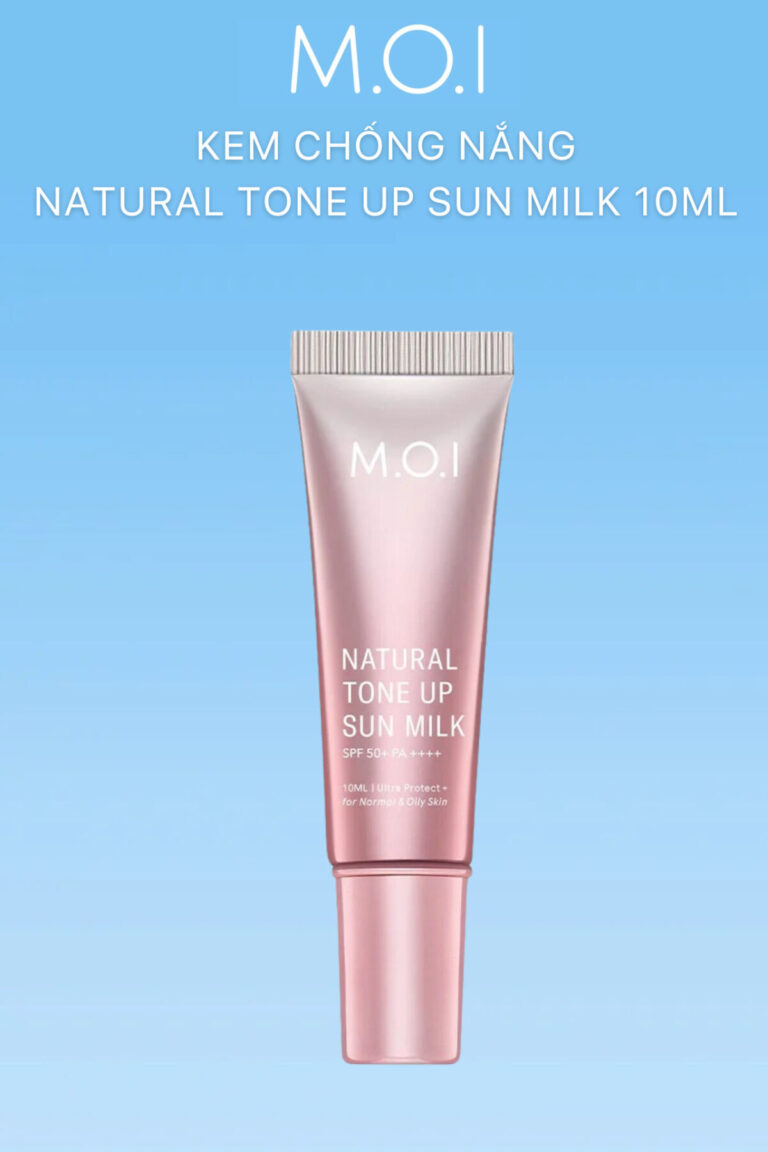 M.O.I
KEM CHỐNG NẮNG
NATURAL TONE UP SUN MILK 10ML
M.O.I
NATURAL
TONE UP
SUN MILK
SPF 50+ PA ++++
10ML | Ultra Protect +
for Normal & Oily Skin